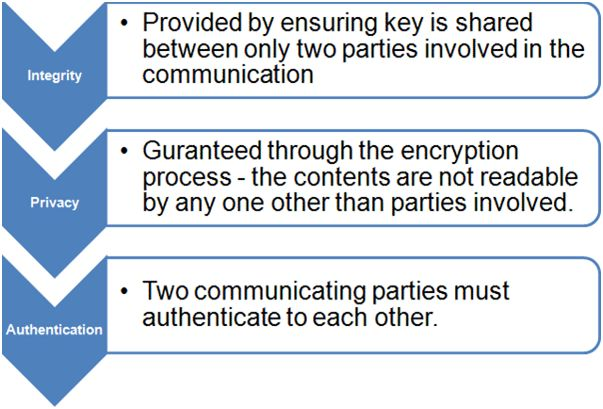 Integrity
• Provided by ensuring key is shared
between only two parties involved in the
communication
Privacy
• Guranteed through the encryption
process - the contents are not readable
by any one other than parties involved.
Authentication
• Two communicating parties must
authenticate to each other.